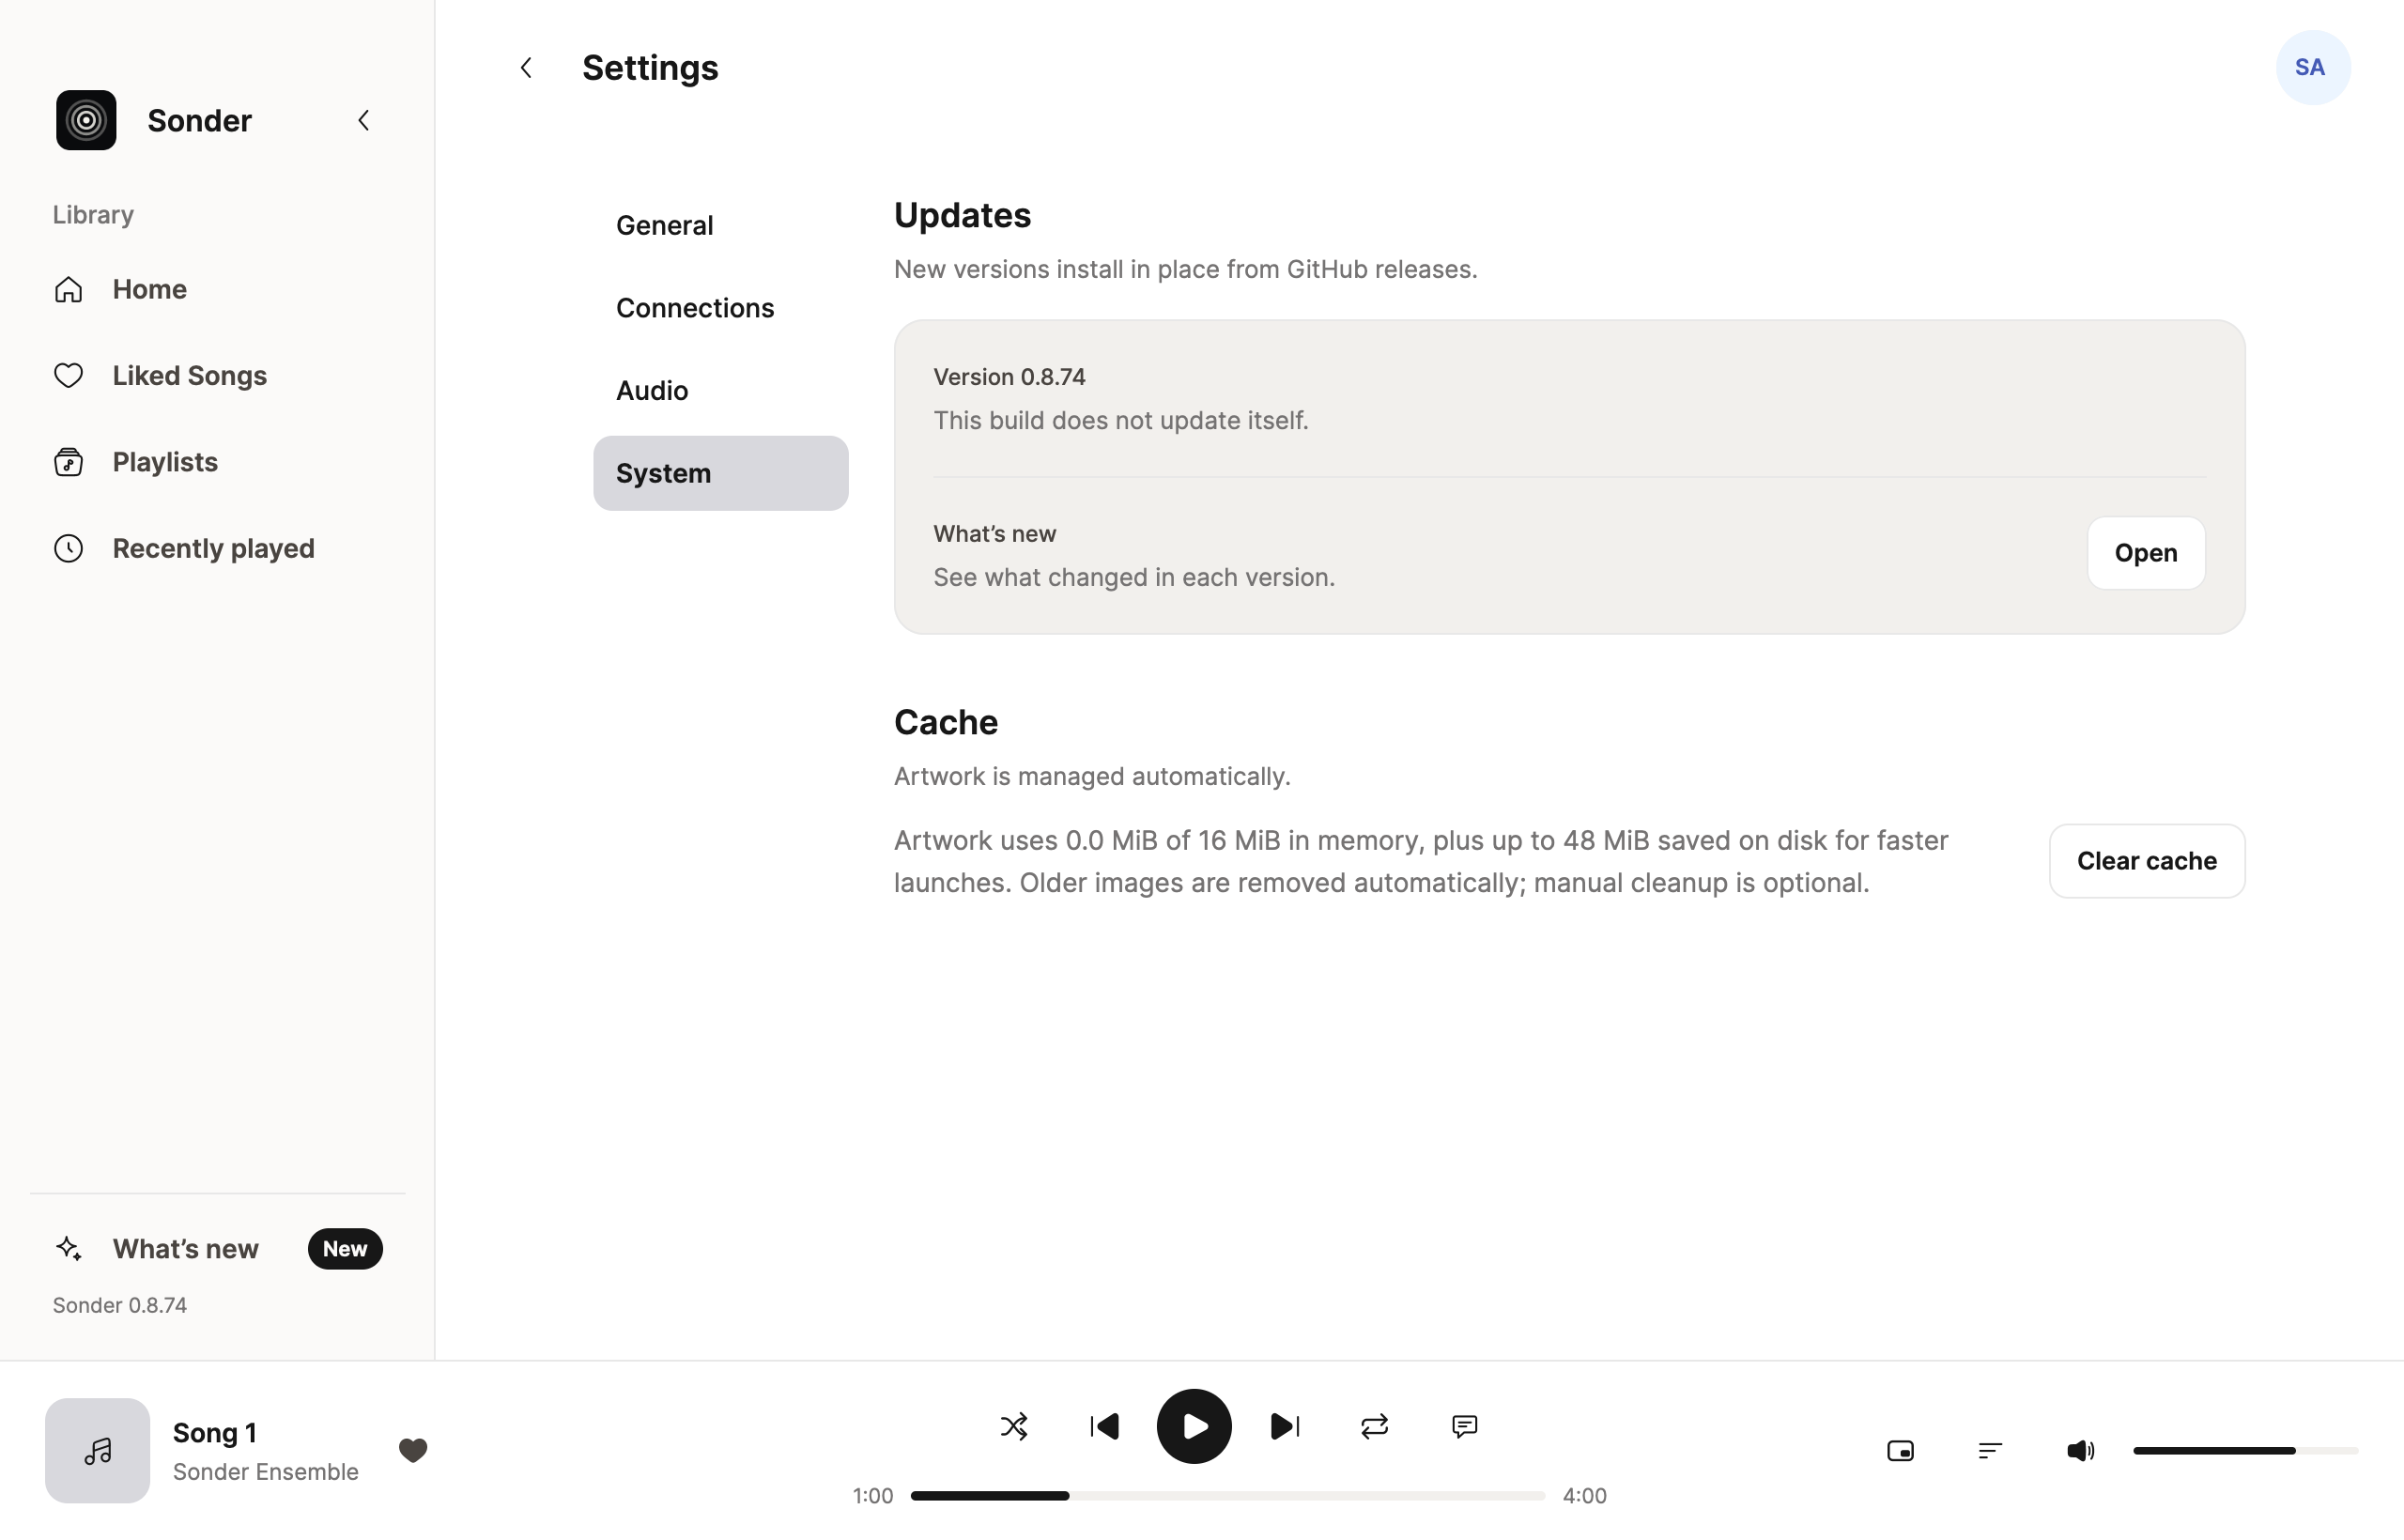 Sonder
Library
Home
Liked Songs
Playlists
Recently played
What’s new
New
Sonder 0.8.74
Settings
SA
General
Connections
Audio
System
Updates
New versions install in place from GitHub releases.
Version 0.8.74
This build does not update itself.
What’s new
See what changed in each version.
Open
Cache
Artwork is managed automatically.
Artwork uses 0.0 MiB of 16 MiB in memory, plus up to 48 MiB saved on disk for faster
launches. Older images are removed automatically; manual cleanup is optional.
Clear cache
Song 1
Sonder Ensemble
1:00
4:00